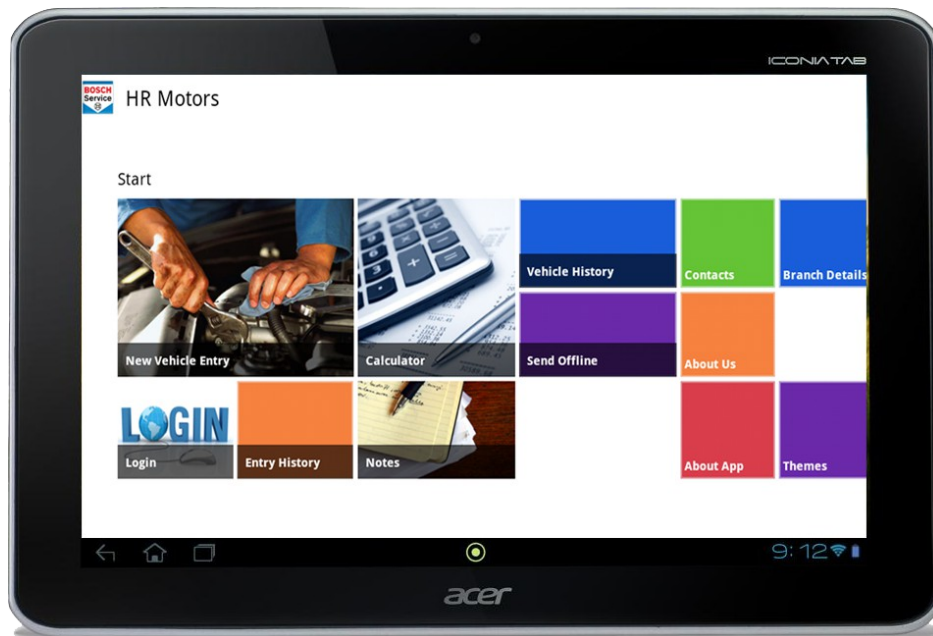 ICONIA TAB
BOSCH
Service
HR Motors
Start
New Vehicle Entry
Calculator
Vehicle History
Contacts
Branch Details
Send Offline
About Us
LOGIN
Login
Entry History
Notes
About App
Themes
9:12
acer